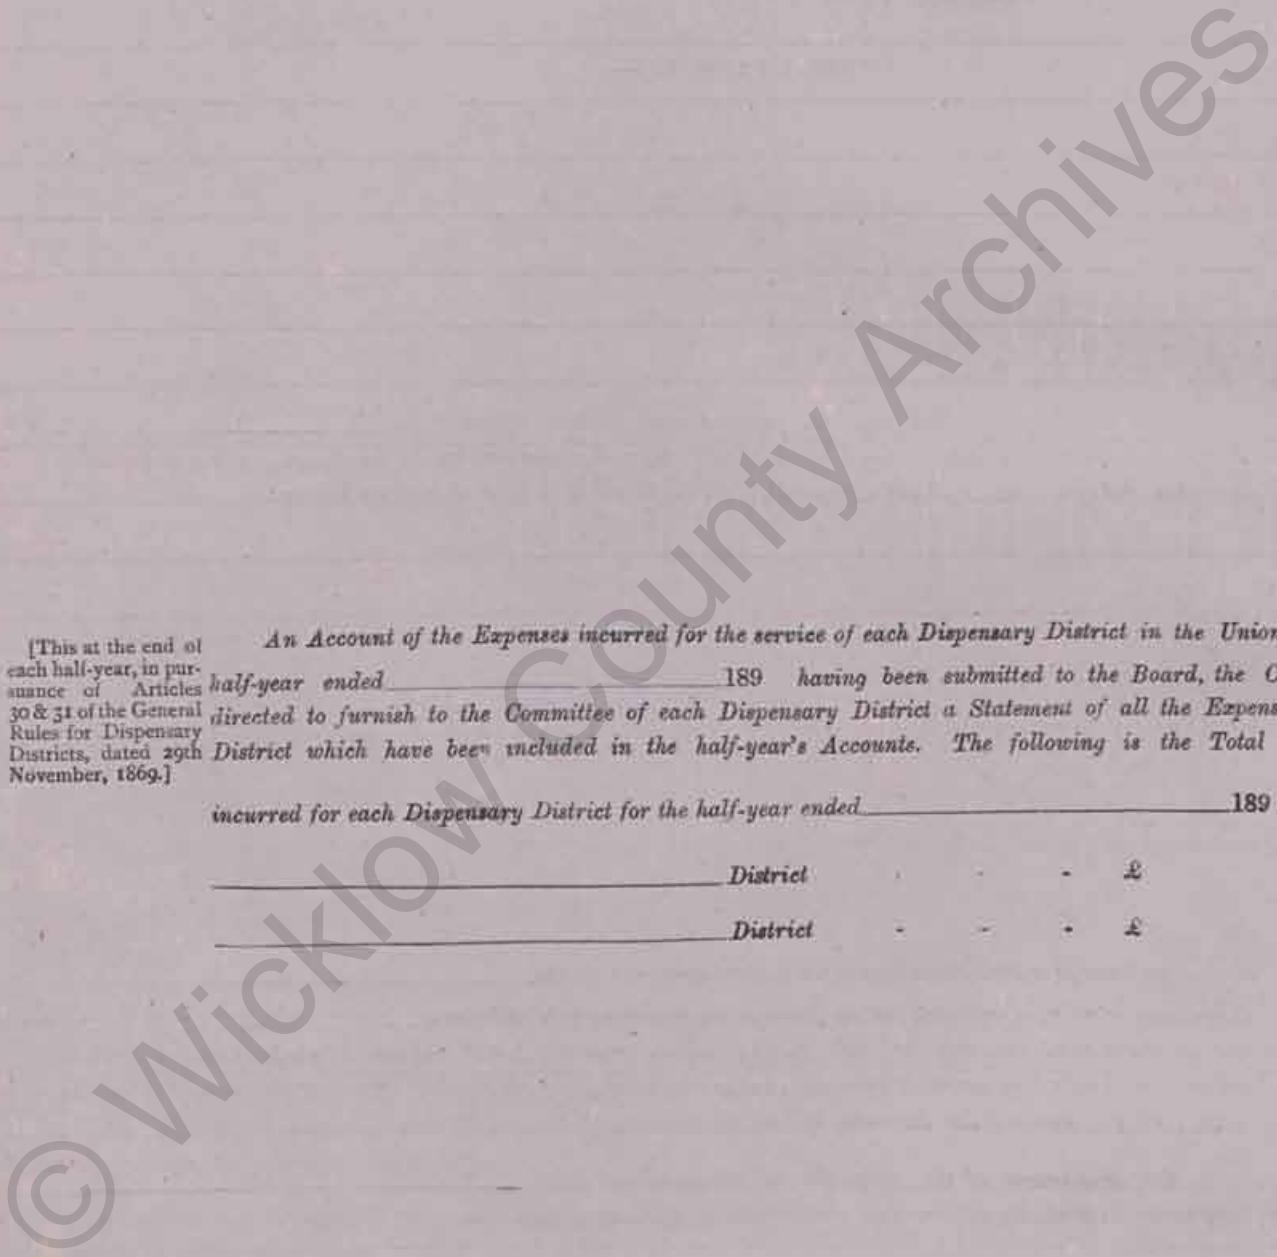 [This at the end of
each half-year, in pur-
suance of Articles
30 & 31 of the General
Rules for Dispensary
Districts, dated 29th
November, 1869.]
An Account of the Expenses incurred for the service of each Dispensary District in the Union
half-year ended 189 having been submitted to the Board, the C
directed to furnish to the Committee of each Dispensary District a Statement of all the Expens
District which have been included in the half-year's Accounts. The following is the Total
incurred for each Dispensary District for the half-year ended 189
District - - - £
District - - - £
© Wicklow County Archives